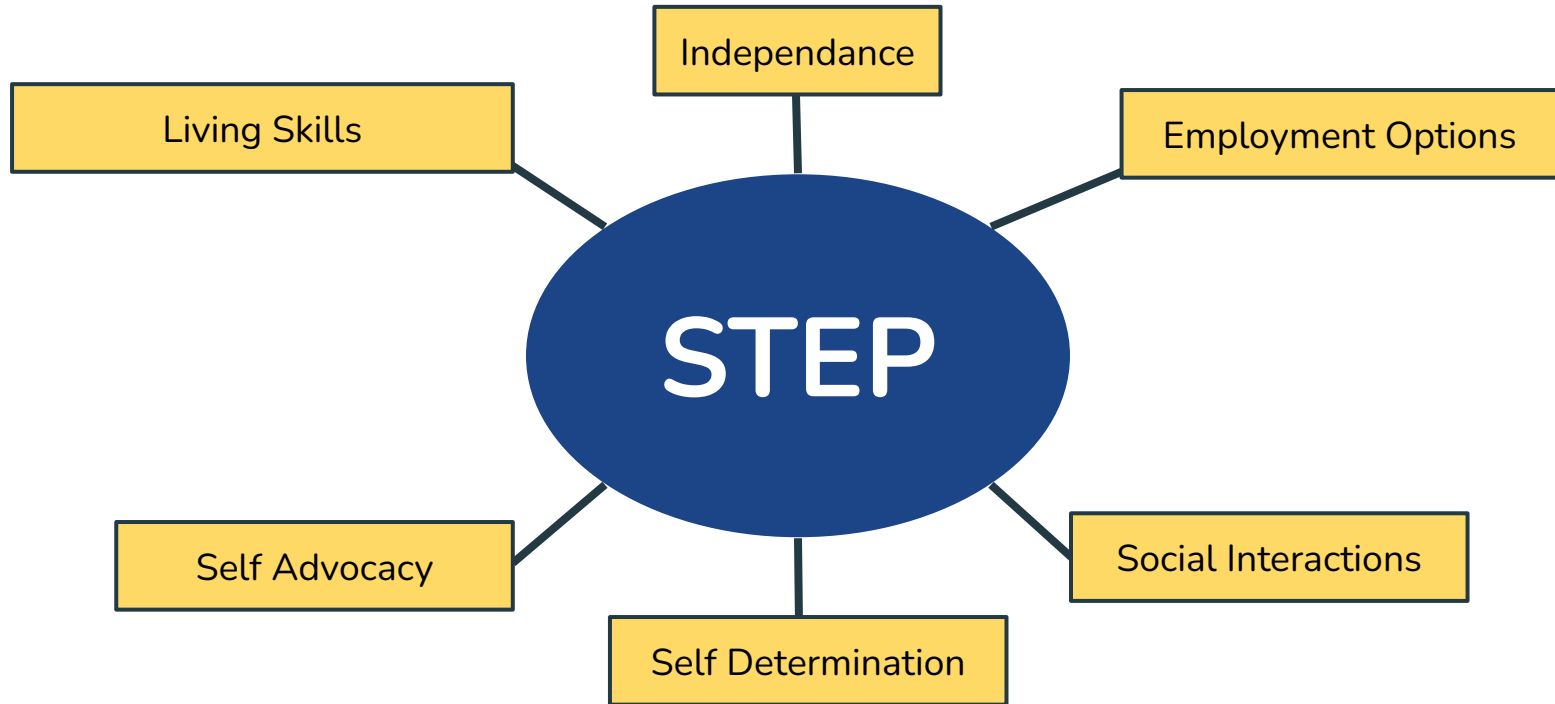 Independance
Living Skills
Employment Options
STEP
Self Advocacy
Social Interactions
Self Determination